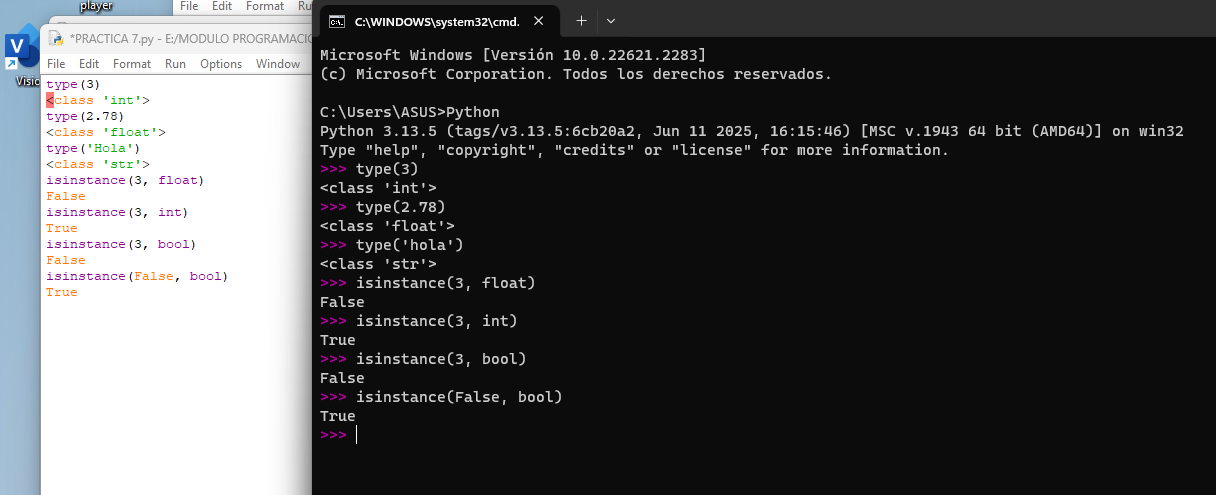 player
File Edit Format Ru
Visio
*PRACTICA 7.py - E:/MODULO PROGRAMACIO
File Edit Format Run Options Window
type(3)
<class 'int'>
type(2.78)
<class 'float'>
type('Hola')
<class 'str'>
isinstance(3, float)
False
isinstance(3, int)
True
isinstance(3, bool)
False
isinstance(False, bool)
True
C:\WINDOWS\system32\cmd.
Microsoft Windows [Versión 10.0.22621.2283]
(c) Microsoft Corporation. Todos los derechos reservados.
C:\Users\ASUS>Python
Python 3.13.5 (tags/v3.13.5:6cb20a2, Jun 11 2025, 16:15:46) [MSC v.1943 64 bit (AMD64)] on win32
Type "help", "copyright", "credits" or "license" for more information.
>>> type(3)
<class 'int'>
>>> type(2.78)
<class 'float'>
>>> type('hola')
<class 'str'>
>>> isinstance(3, float)
False
>>> isinstance(3, int)
True
>>> isinstance(3, bool)
False
>>> isinstance(False, bool)
True
>>>